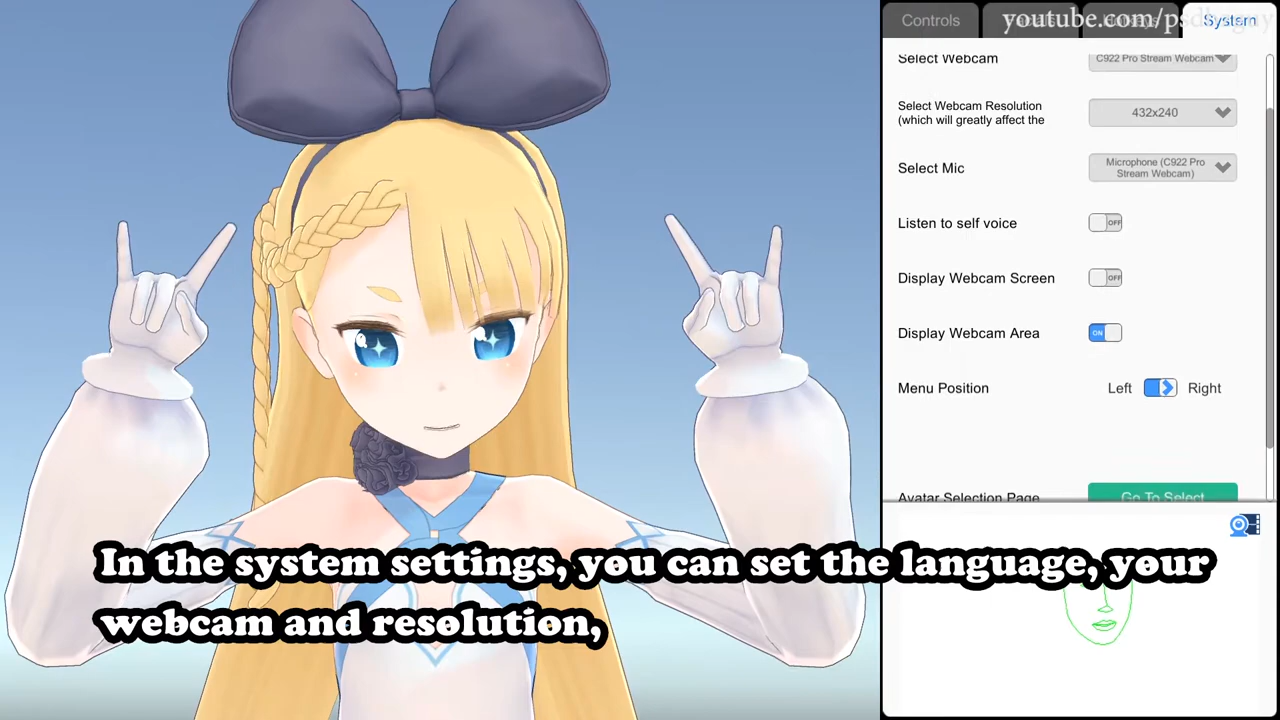 youtube.com/psd
Controls
System
Select Webcam
C922 Pro Stream Webcam
Select Webcam Resolution
(which will greatly affect the
432x240
Select Mic
Microphone (C922 Pro
Stream Webcam)
Listen to self voice
OFF
Display Webcam Screen
OFF
Display Webcam Area
ON
Menu Position
Left
Right
Avatar Selection Page
Go To Select
In the system settings, you can set the language, your
webcam and resolution,